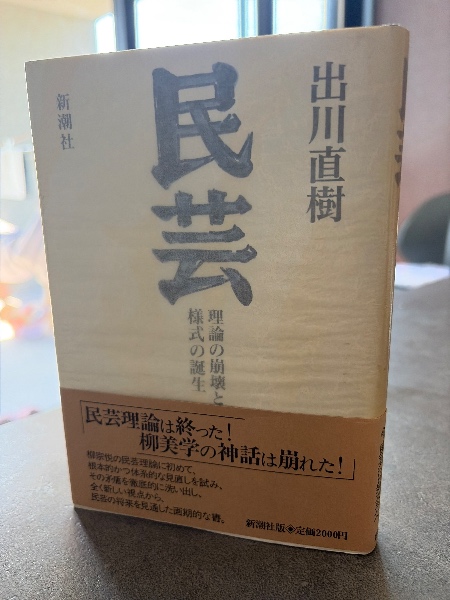 出川直樹
民芸
理論の崩壊と
様式の誕生
新潮社
「民芸理論は終った!
柳美学の神話は崩れた!」
柳宗悦の民芸理論に初めて、
根本的かつ体系的な見直しを試み、
その矛盾を徹底的に洗い出し、
全く新しい視点から、
民芸の将来を見通した画期的な書。
新潮社版◉定価2000円